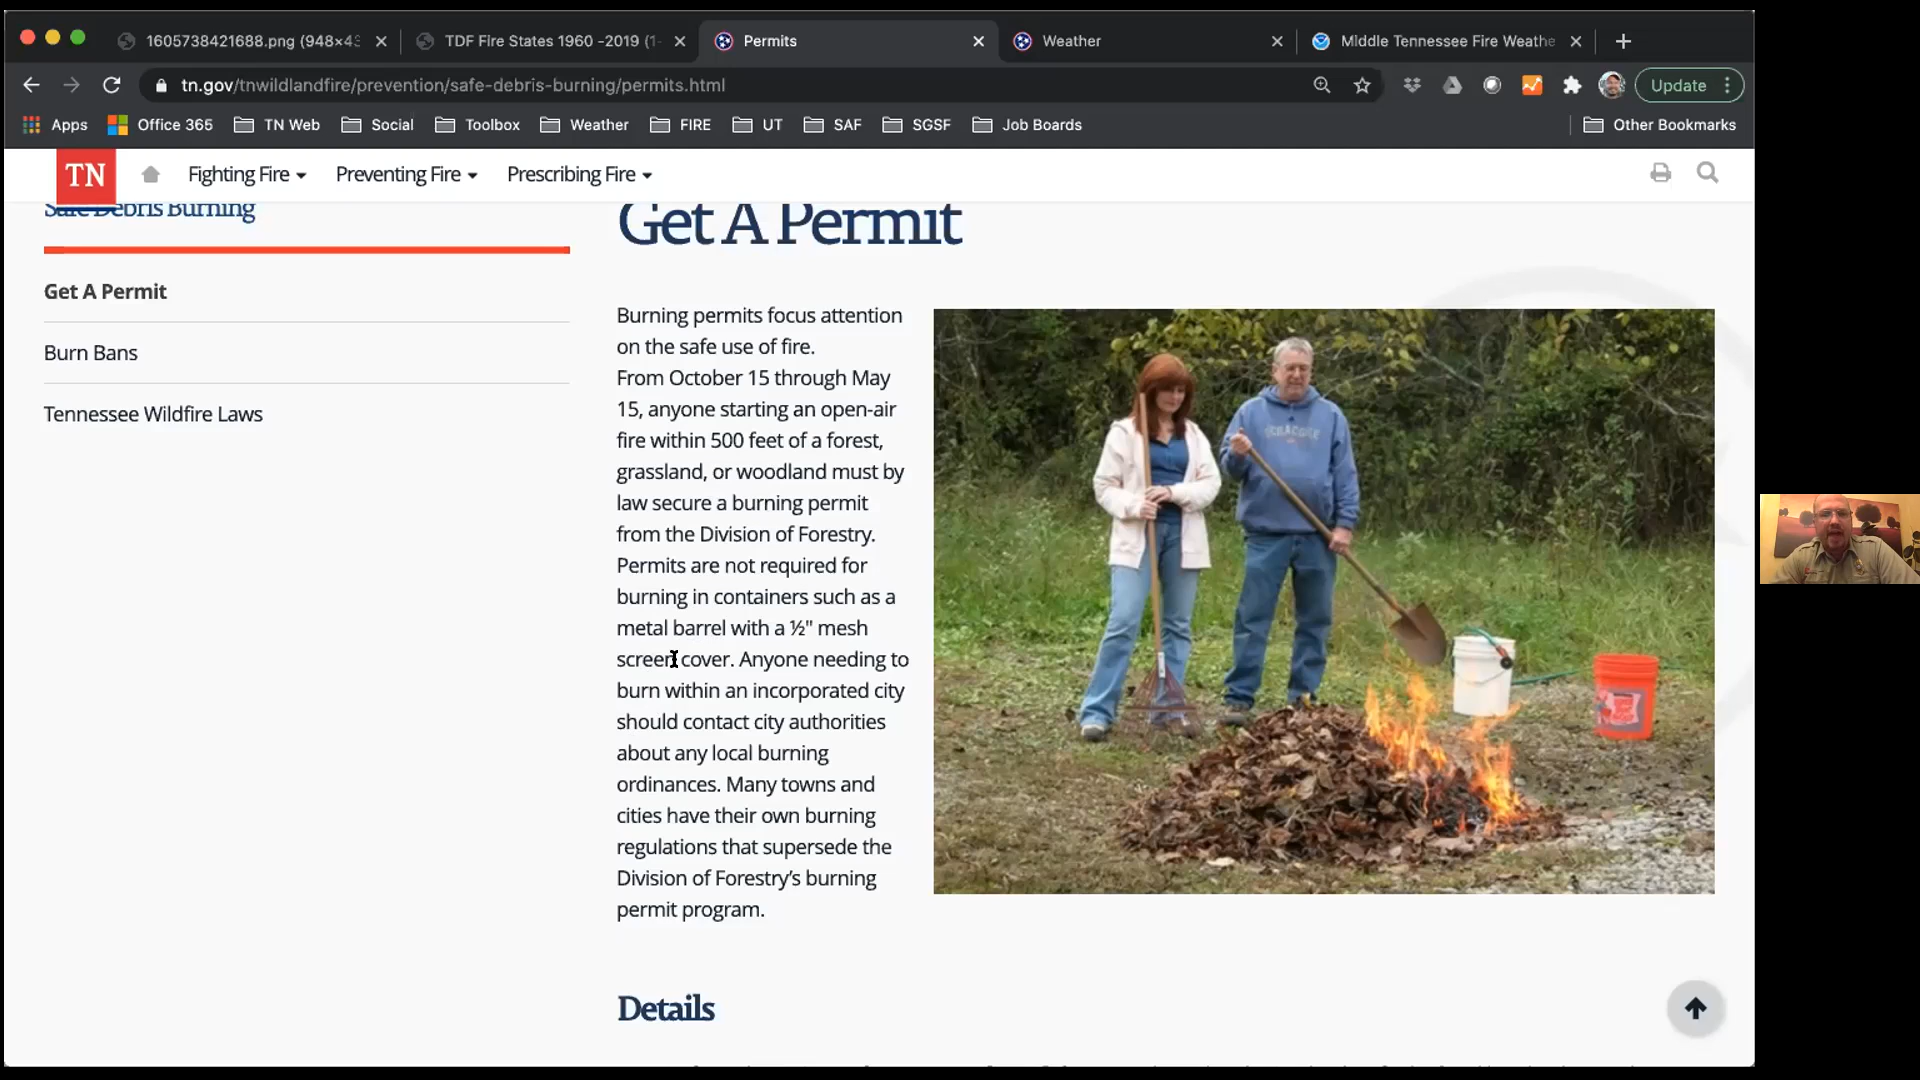 1605738421688.png (948×43
TDF Fire States 1960 -2019 (1-
Permits
Weather
Middle Tennessee Fire Weathe
tn.gov/tnwildlandfire/prevention/safe-debris-burning/permits.html
Update
Apps
Office 365
TN Web
Social
Toolbox
Weather
FIRE
UT
SAF
SGSF
Job Boards
Other Bookmarks
TN
Fighting Fire
Preventing Fire
Prescribing Fire
Safe Debris Burning
Get A Permit
Burn Bans
Tennessee Wildfire Laws
Get A Permit
Burning permits focus attention
on the safe use of fire.
From October 15 through May
15, anyone starting an open-air
fire within 500 feet of a forest,
grassland, or woodland must by
law secure a burning permit
from the Division of Forestry.
Permits are not required for
burning in containers such as a
metal barrel with a ½" mesh
screen cover. Anyone needing to
burn within an incorporated city
should contact city authorities
about any local burning
ordinances. Many towns and
cities have their own burning
regulations that supersede the
Division of Forestry’s burning
permit program.
SYRACUSE
Details